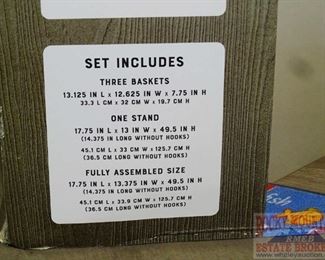 SET INCLUDES
THREE BASKETS
13.125 IN L x 12.625 IN W x 7.75 IN H
33.3 L CM x 32 CM W x 19.7 CM H
ONE STAND
17.75 IN L x 13 IN W x 49.5 IN H
(14.375 IN LONG WITHOUT HOOKS)
45.1 CM L x 33 CM W x 125.7 CM H
(36.5 CM LONG WITHOUT HOOKS)
FULLY ASSEMBLED SIZE
17.75 IN L x 13.375 IN W x 49.5 IN H
(14.375 IN LONG WITHOUT HOOKS)
45.1 CM L x 33.9 CM W x 125.7 CM H
(36.5 CM LONG WITHOUT HOOKS)
ROCKY MOUNTAIN
RMEB
ESTATE BROKERS